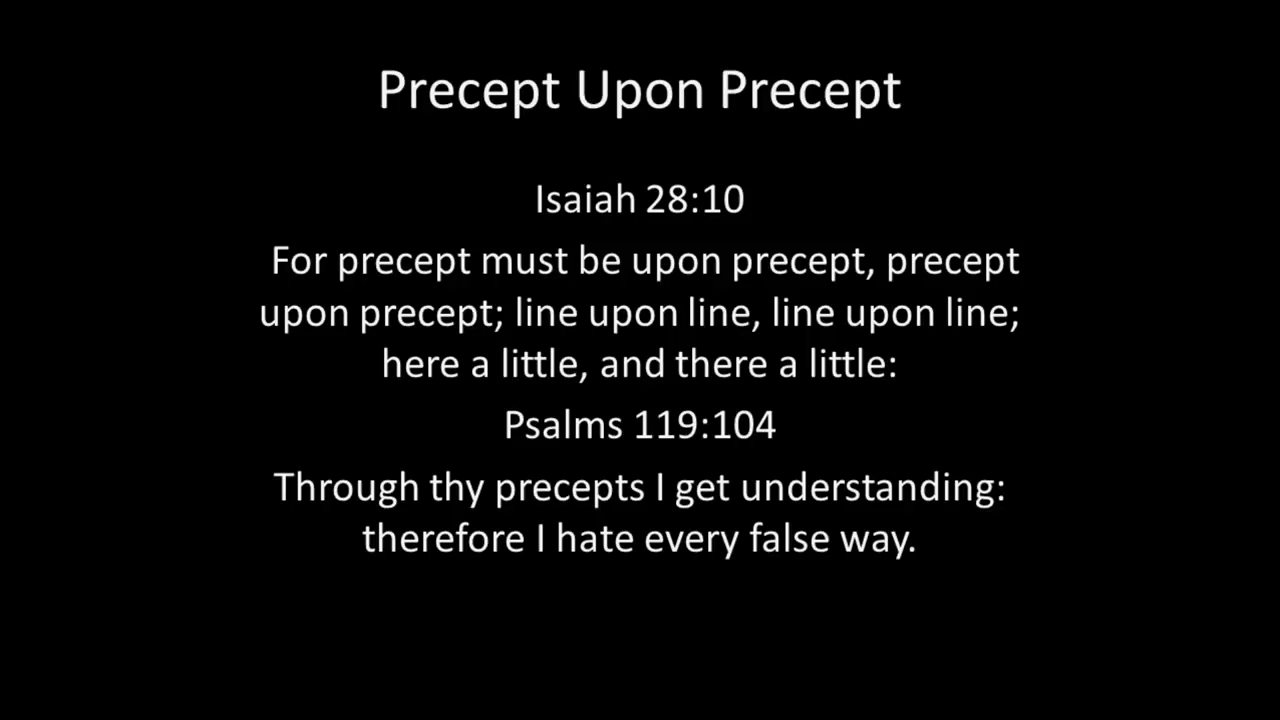 Precept Upon Precept
Isaiah 28:10
For precept must be upon precept, precept
upon precept; line upon line, line upon line;
here a little, and there a little:
Psalms 119:104
Through thy precepts I get understanding:
therefore I hate every false way.